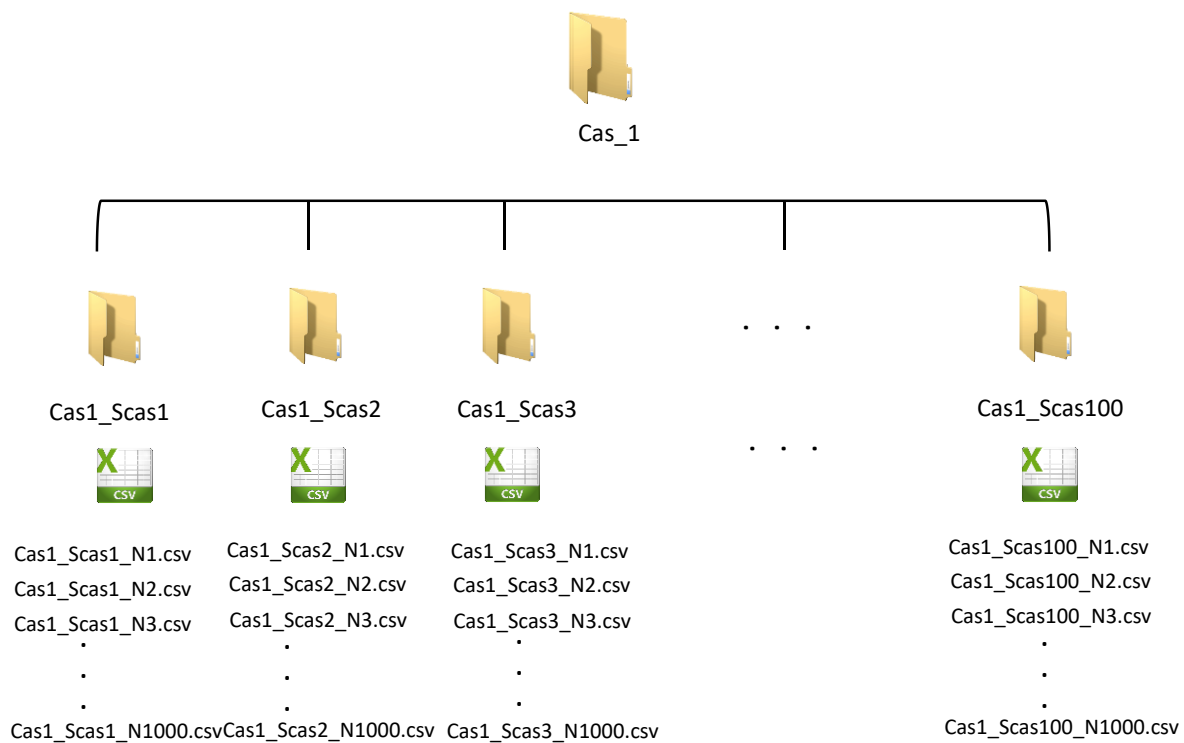 Cas_1
Cas1_Scas1
Cas1_Scas2
Cas1_Scas3
. . .
Cas1_Scas100
X
CSV
X
CSV
X
CSV
. . .
X
CSV
Cas1_Scas1_N1.csv
Cas1_Scas1_N2.csv
Cas1_Scas1_N3.csv
.
.
.
Cas1_Scas1_N1000.csv
Cas1_Scas2_N1.csv
Cas1_Scas2_N2.csv
Cas1_Scas2_N3.csv
.
.
.
Cas1_Scas2_N1000.csv
Cas1_Scas3_N1.csv
Cas1_Scas3_N2.csv
Cas1_Scas3_N3.csv
.
.
.
Cas1_Scas3_N1000.csv
Cas1_Scas100_N1.csv
Cas1_Scas100_N2.csv
Cas1_Scas100_N3.csv
.
.
.
Cas1_Scas100_N1000.csv